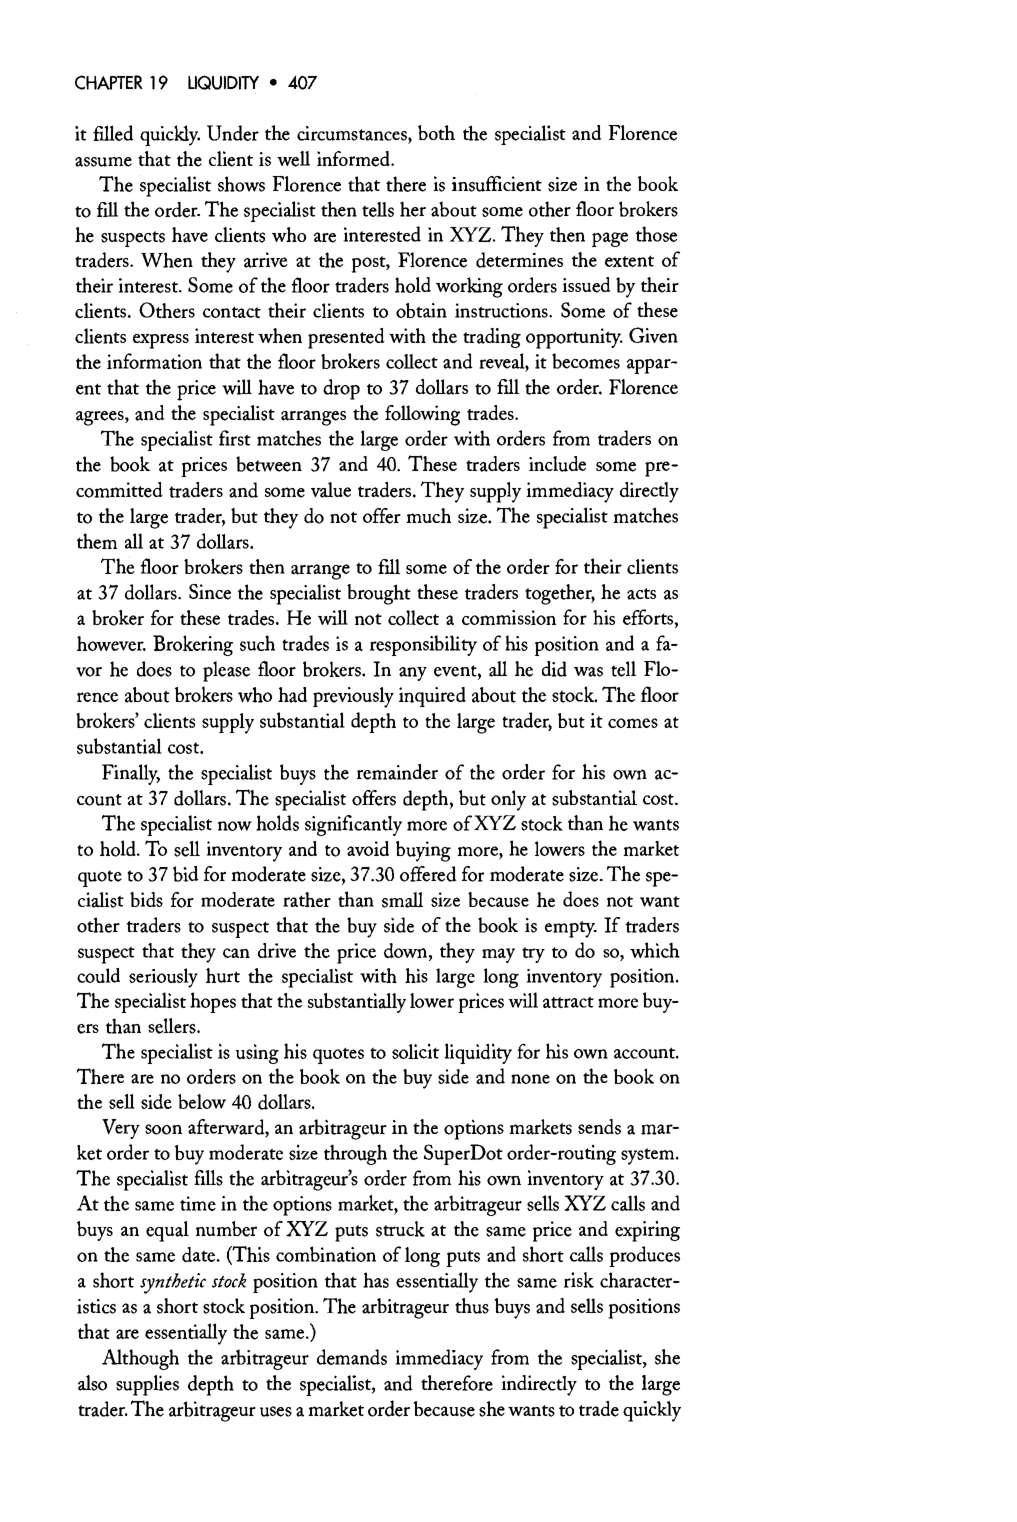 CHAPTER 19 LIQUIDITY • 407
it filled quickly. Under the circumstances, both the specialist and Florence
assume that the client is well informed.
The specialist shows Florence that there is insufficient size in the book
to fill the order. The specialist then tells her about some other floor brokers
he suspects have clients who are interested in XYZ. They then page those
traders. When they arrive at the post, Florence determines the extent of
their interest. Some of the floor traders hold working orders issued by their
clients. Others contact their clients to obtain instructions. Some of these
clients express interest when presented with the trading opportunity. Given
the information that the floor brokers collect and reveal, it becomes appar-
ent that the price will have to drop to 37 dollars to fill the order. Florence
agrees, and the specialist arranges the following trades.
The specialist first matches the large order with orders from traders on
the book at prices between 37 and 40. These traders include some pre-
committed traders and some value traders. They supply immediacy directly
to the large trader, but they do not offer much size. The specialist matches
them all at 37 dollars.
The floor brokers then arrange to fill some of the order for their clients
at 37 dollars. Since the specialist brought these traders together, he acts as
a broker for these trades. He will not collect a commission for his efforts,
however. Brokering such trades is a responsibility of his position and a fa-
vor he does to please floor brokers. In any event, all he did was tell Flo-
rence about brokers who had previously inquired about the stock. The floor
brokers' clients supply substantial depth to the large trader, but it comes at
substantial cost.
Finally, the specialist buys the remainder of the order for his own ac-
count at 37 dollars. The specialist offers depth, but only at substantial cost.
The specialist now holds significantly more of XYZ stock than he wants
to hold. To sell inventory and to avoid buying more, he lowers the market
quote to 37 bid for moderate size, 37.30 offered for moderate size. The spe-
cialist bids for moderate rather than small size because he does not want
other traders to suspect that the buy side of the book is empty. If traders
suspect that they can drive the price down, they may try to do so, which
could seriously hurt the specialist with his large long inventory position.
The specialist hopes that the substantially lower prices will attract more buy-
ers than sellers.
The specialist is using his quotes to solicit liquidity for his own account.
There are no orders on the book on the buy side and none on the book on
the sell side below 40 dollars.
Very soon afterward, an arbitrageur in the options markets sends a mar-
ket order to buy moderate size through the SuperDot order-routing system.
The specialist fills the arbitrageur's order from his own inventory at 37.30.
At the same time in the options market, the arbitrageur sells XYZ calls and
buys an equal number of XYZ puts struck at the same price and expiring
on the same date. (This combination of long puts and short calls produces
a short synthetic stock position that has essentially the same risk character-
istics as a short stock position. The arbitrageur thus buys and sells positions
that are essentially the same.)
Although the arbitrageur demands immediacy from the specialist, she
also supplies depth to the specialist, and therefore indirectly to the large
trader. The arbitrageur uses a market order because she wants to trade quickly